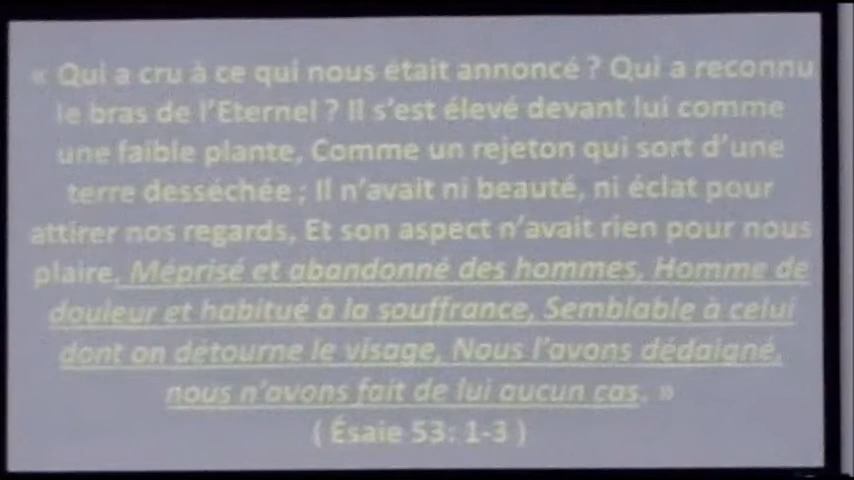 « Qui a cru à ce qui nous était annoncé ? Qui a reconnu
le bras de l'Eternel ? Il s'est élevé devant lui comme
une faible plante, Comme un rejeton qui sort d'une
terre desséchée ; Il n'avait ni beauté, ni éclat pour
attirer nos regards, Et son aspect n'avait rien pour nous
plaire, Méprisé et abandonné des hommes, Homme de
douleur et habitué à la souffrance, Semblable à celui
dont on détourne le visage, Nous l'avons dédaigné,
nous n'avons fait de lui aucun cas. »
( Ésaie 53: 1-3 )